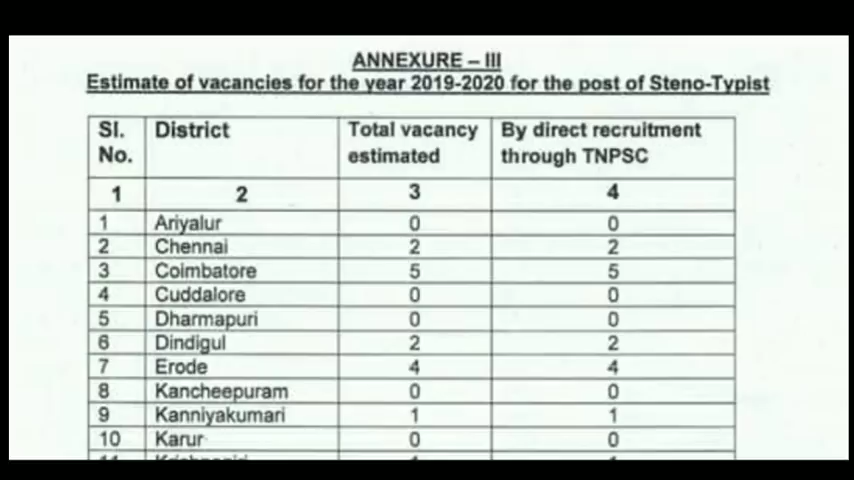 ANNEXURE – III
Estimate of vacancies for the year 2019-2020 for the post of Steno-Typist
Sl. No. District Total vacancy estimated By direct recruitment through TNPSC
1 2 3 4
1 Ariyalur 0 0
2 Chennai 2 2
3 Coimbatore 5 5
4 Cuddalore 0 0
5 Dharmapuri 0 0
6 Dindigul 2 2
7 Erode 4 4
8 Kancheepuram 0 0
9 Kanniyakumari 1 1
10 Karur 0 0